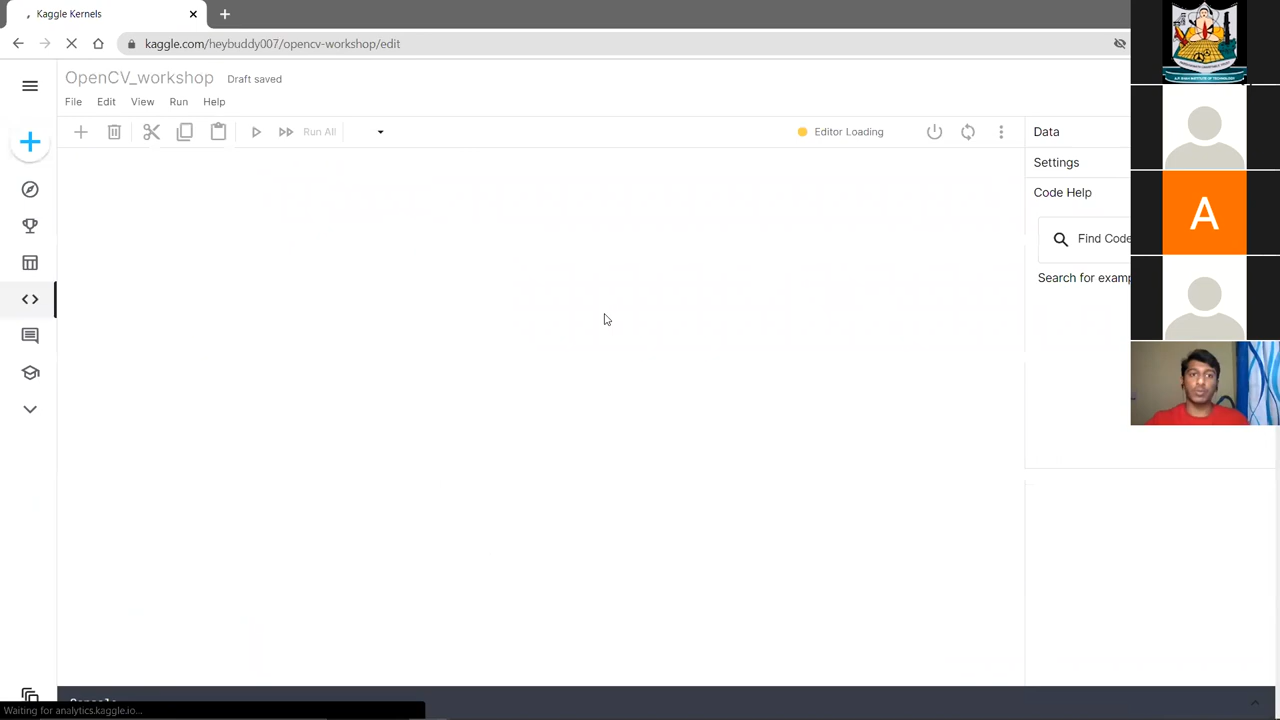 Kaggle Kernels
kaggle.com/heybuddy007/opencv-workshop/edit
OpenCV_workshop Draft saved
File Edit View Run Help
Run All
Editor Loading
Data
Settings
Code Help
Find Code
Search for examp
A
Console
Waiting for analytics.kaggle.io...